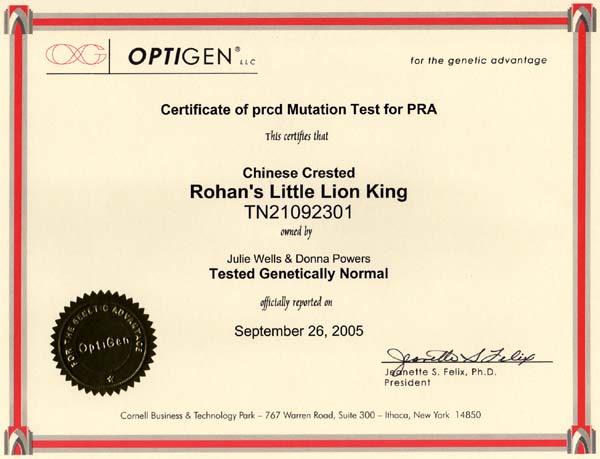 OXG OPTIGEN® LLC
for the genetic advantage
Certificate of prcd Mutation Test for PRA
This certifies that
Chinese Crested
Rohan's Little Lion King
TN21092301
owned by
Julie Wells & Donna Powers
Tested Genetically Normal
officially reported on
September 26, 2005
FOR THE GENETIC ADVANTAGE
OptiGen
Jeanette S Felix
Jeanette S. Felix, Ph.D.
President
Cornell Business & Technology Park – 767 Warren Road, Suite 300 – Ithaca, New York 14850